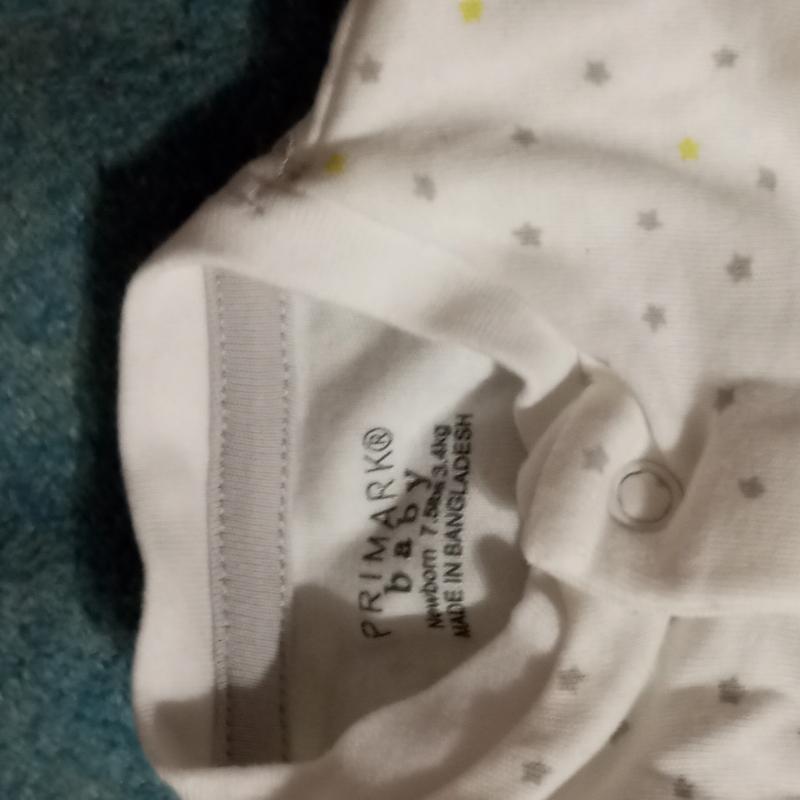 PRIMARK®
baby
Newborn 7.5lbs 3.4kg
MADE IN BANGLADESH